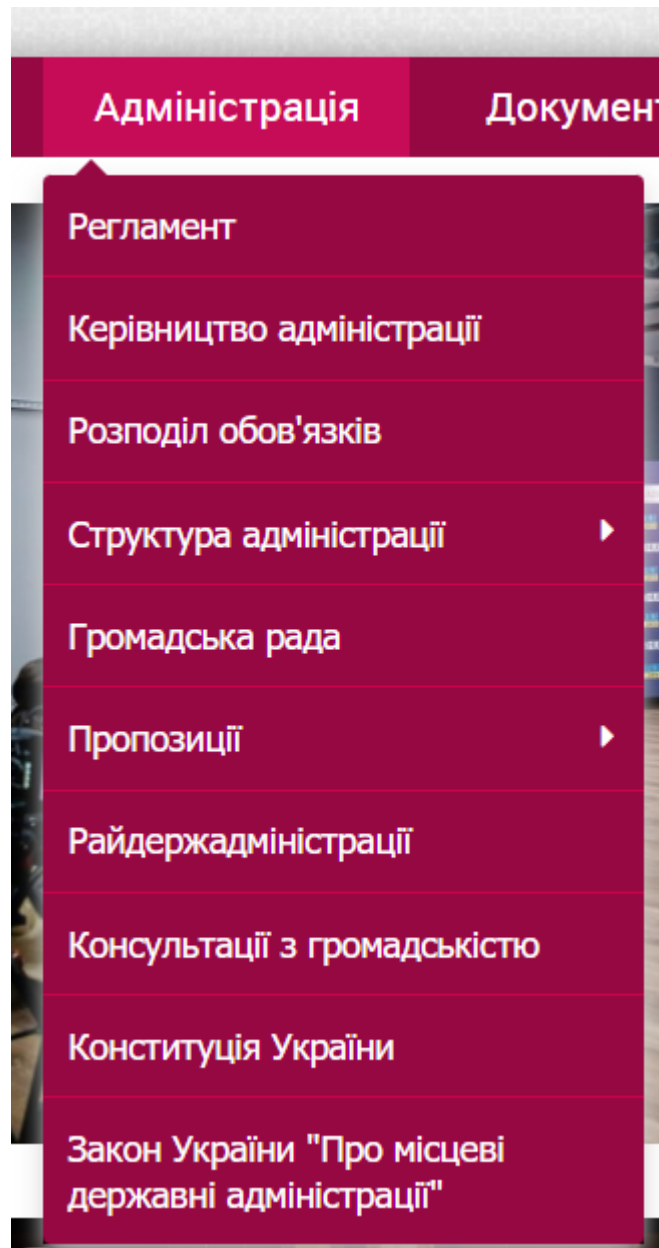 Адміністрація Докумен
Регламент
Керівництво адміністрації
Розподіл обов'язків
Структура адміністрації
Громадська рада
Пропозиції
Райдержадміністрації
Консультації з громадськістю
Конституція України
Закон України "Про місцеві
державні адміністрації"